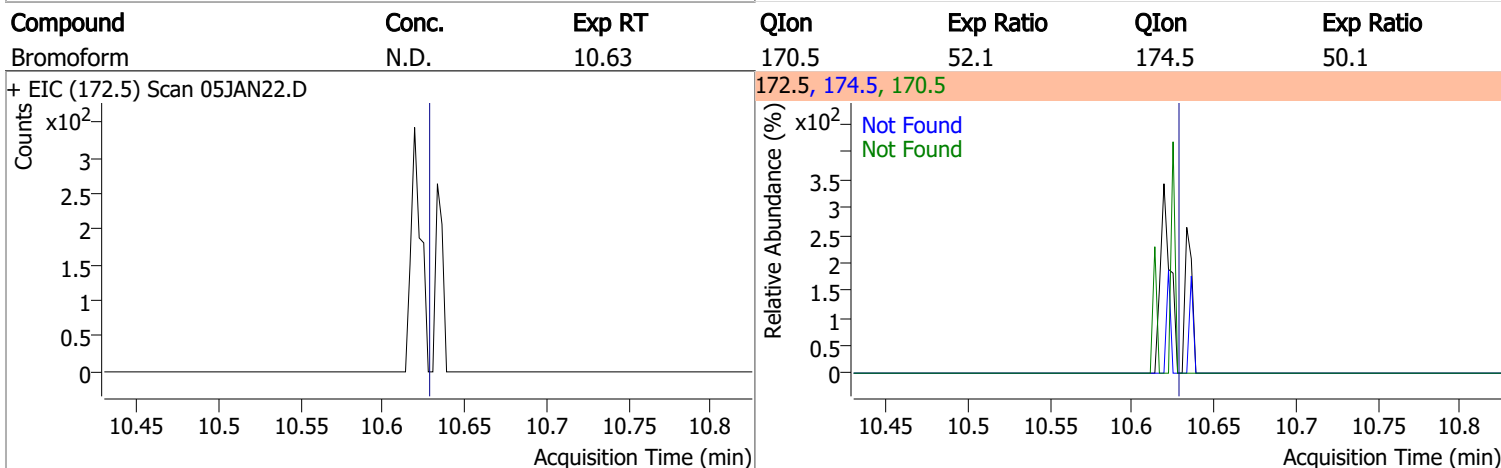 Compound Conc. Exp RT QIon Exp Ratio QIon Exp Ratio
Bromoform N.D. 10.63 170.5 52.1 174.5 50.1
+ EIC (172.5) Scan 05JAN22.D
Counts
x10²
3
2.5
2
1.5
1
0.5
0
10.45 10.5 10.55 10.6 10.65 10.7 10.75 10.8
Acquisition Time (min)
172.5, 174.5, 170.5
Relative Abundance (%)
x10²
Not Found
Not Found
3.5
3
2.5
2
1.5
1
0.5
0
10.45 10.5 10.55 10.6 10.65 10.7 10.75 10.8
Acquisition Time (min)